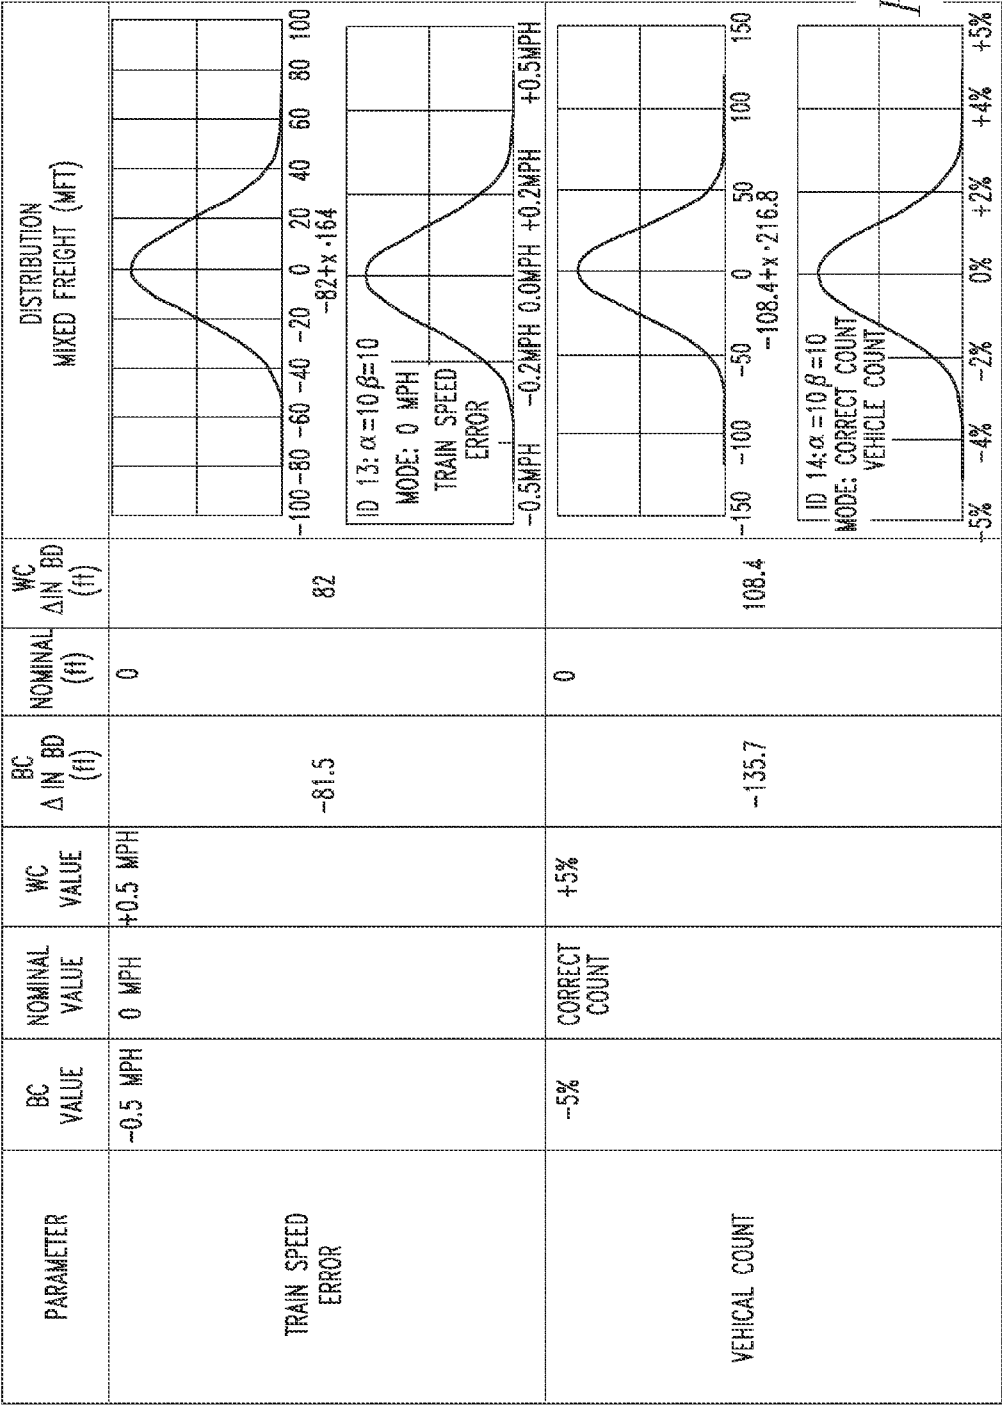 PARAMETER
BC
VALUE
NOMINAL
VALUE
WC
VALUE
BC
Δ IN BD
(ft)
NOMINAL
(ft)
WC
ΔIN BD
(ft)
DISTRIBUTION
MIXED FREIGHT (MFT)
TRAIN SPEED
ERROR
-0.5 MPH
0 MPH
+0.5 MPH
-81.5
0
82
-100 -80 -60 -40 -20 0 20 40 60 80 100
-82+x·164
ID 13: α=10 β=10
MODE: 0 MPH
TRAIN SPEED
ERROR
-0.5MPH -0.2MPH 0.0MPH +0.2MPH +0.5MPH
VEHICAL COUNT
-5%
CORRECT
COUNT
+5%
-135.7
0
108.4
-150 -100 -50 0 50 100 150
-108.4+x·216.8
ID 14: α=10 β=10
MODE: CORRECT COUNT
VEHICLE COUNT
-5% -4% -2% 0% +2% +4% +5%